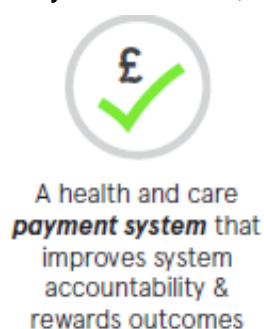 £
A health and care
payment system that
improves system
accountability &
rewards outcomes